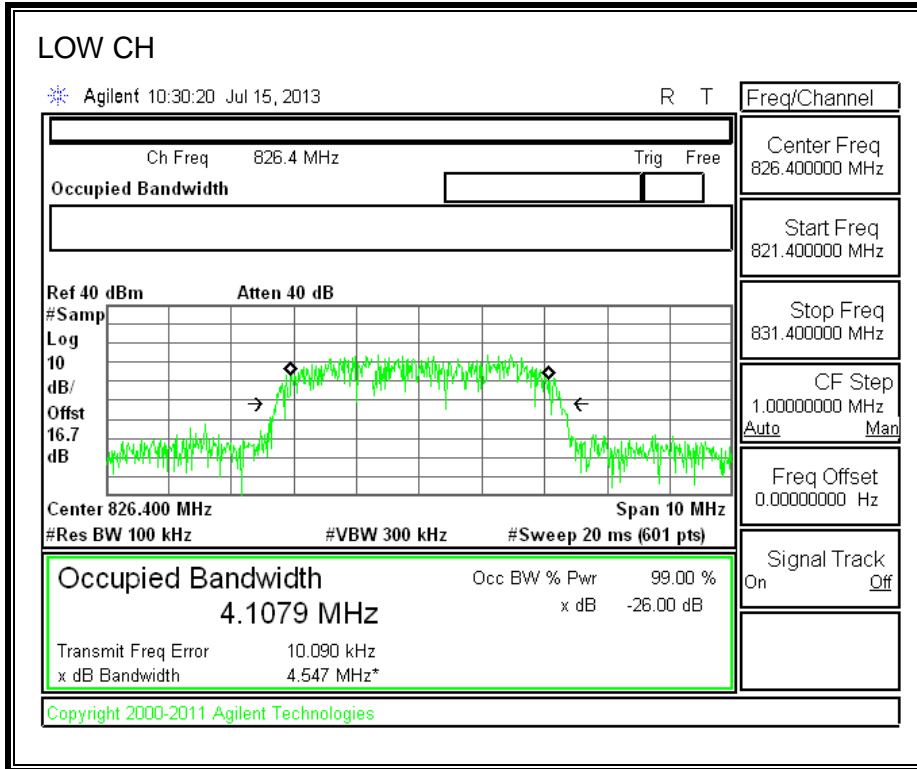 LOW CH
Agilent 10:30:20 Jul 15, 2013 R T
Freq/Channel
Ch Freq 826.4 MHz Trig Free
Occupied Bandwidth
Center Freq
826.400000 MHz
Start Freq
821.400000 MHz
Stop Freq
831.400000 MHz
CF Step
1.00000000 MHz
Auto Man
Freq Offset
0.00000000 Hz
Signal Track
On Off
Ref 40 dBm Atten 40 dB
#Samp
Log
10
dB/
Offst
16.7
dB
Center 826.400 MHz Span 10 MHz
#Res BW 100 kHz #VBW 300 kHz #Sweep 20 ms (601 pts)
Occupied Bandwidth Occ BW % Pwr 99.00 %
4.1079 MHz x dB -26.00 dB
Transmit Freq Error 10.090 kHz
x dB Bandwidth 4.547 MHz*
Copyright 2000-2011 Agilent Technologies